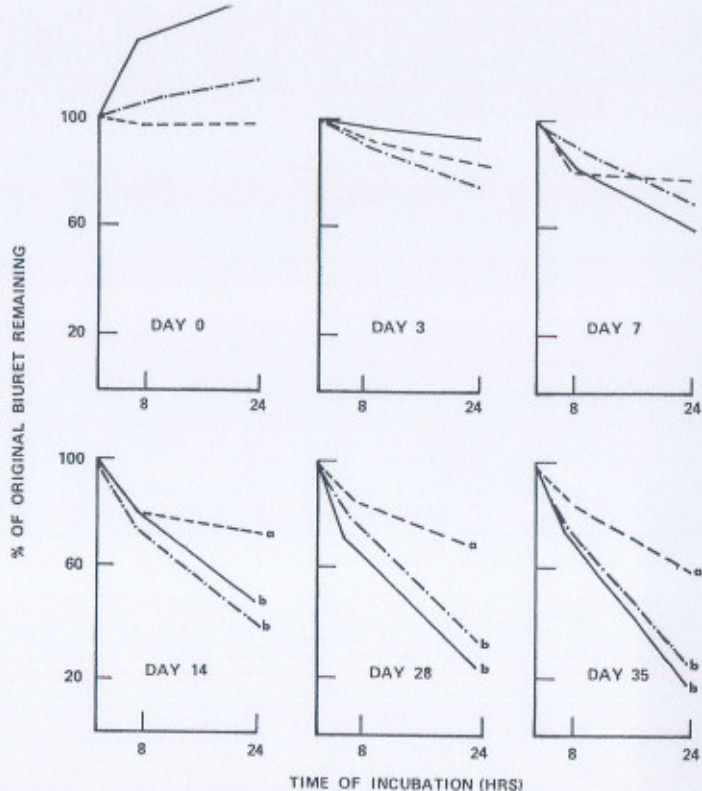 % OF ORIGINAL BIURET REMAINING
100
60
20
DAY 0
8
24
DAY 3
8
24
DAY 7
8
24
100
60
20
a
b
b
DAY 14
8
24
a
b
b
DAY 28
8
24
a
b
b
DAY 35
8
24
TIME OF INCUBATION (HRS)